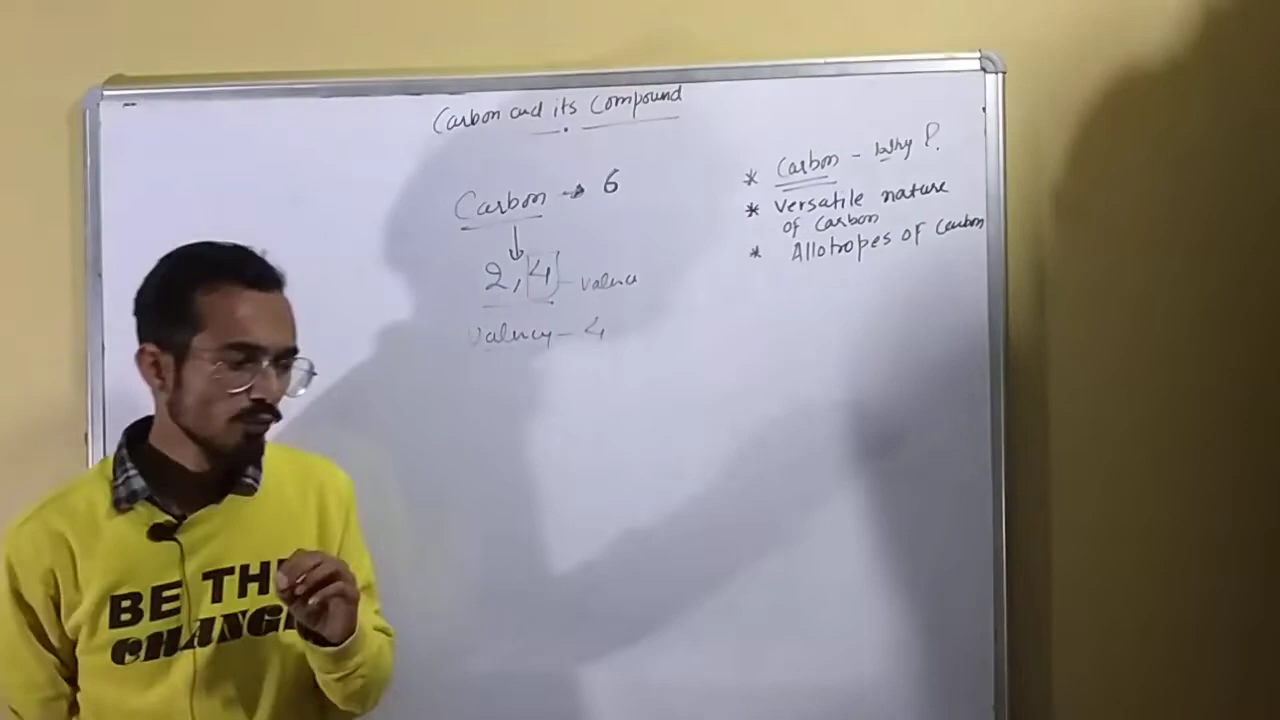 Carbon and its Compound
Carbon → 6
2, 4 - valence
valency - 4
* Carbon - Why ?
* Versatile nature
of Carbon
* Allotropes of Carbon
BE THE
CHANGE